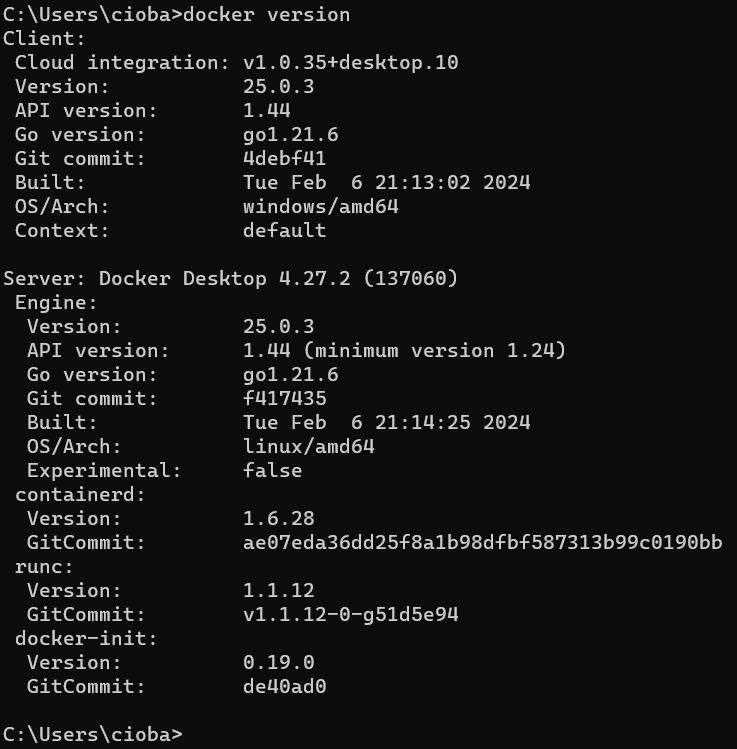 C:\Users\cioba>docker version
Client:
 Cloud integration: v1.0.35+desktop.10
 Version:           25.0.3
 API version:       1.44
 Go version:        go1.21.6
 Git commit:        4debf41
 Built:             Tue Feb  6 21:13:02 2024
 OS/Arch:           windows/amd64
 Context:           default

Server: Docker Desktop 4.27.2 (137060)
 Engine:
  Version:          25.0.3
  API version:      1.44 (minimum version 1.24)
  Go version:       go1.21.6
  Git commit:       f417435
  Built:            Tue Feb  6 21:14:25 2024
  OS/Arch:          linux/amd64
  Experimental:     false
 containerd:
  Version:          1.6.28
  GitCommit:        ae07eda36dd25f8a1b98dfbf587313b99c0190bb
 runc:
  Version:          1.1.12
  GitCommit:        v1.1.12-0-g51d5e94
 docker-init:
  Version:          0.19.0
  GitCommit:        de40ad0

C:\Users\cioba>